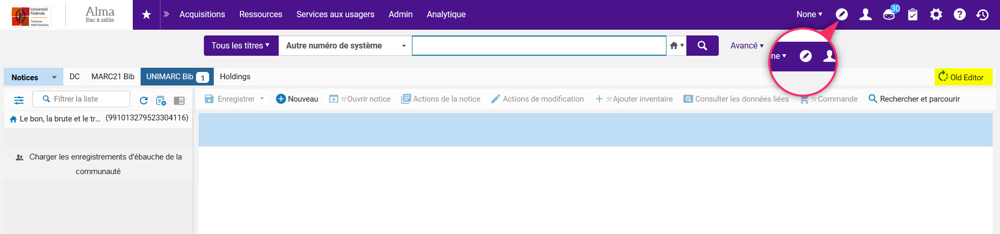 Université
Fédérale
Toulouse
Midi-Pyrénées
Alma
Bac à sable
Acquisitions Ressources Services aux usagers Admin Analytique None 30
Tous les titres Autre numéro de système Avancé
ne
Notices DC MARC21 Bib UNIMARC Bib 1 Holdings Old Editor
Filtrer la liste Enregistrer Nouveau Ouvrir notice Actions de la notice Actions de modification Ajouter inventaire Consulter les données liées Commande Rechercher et parcourir
Le bon, la brute et le tr... (991013279523304116)
Charger les enregistrements d'ébauche de la
communauté